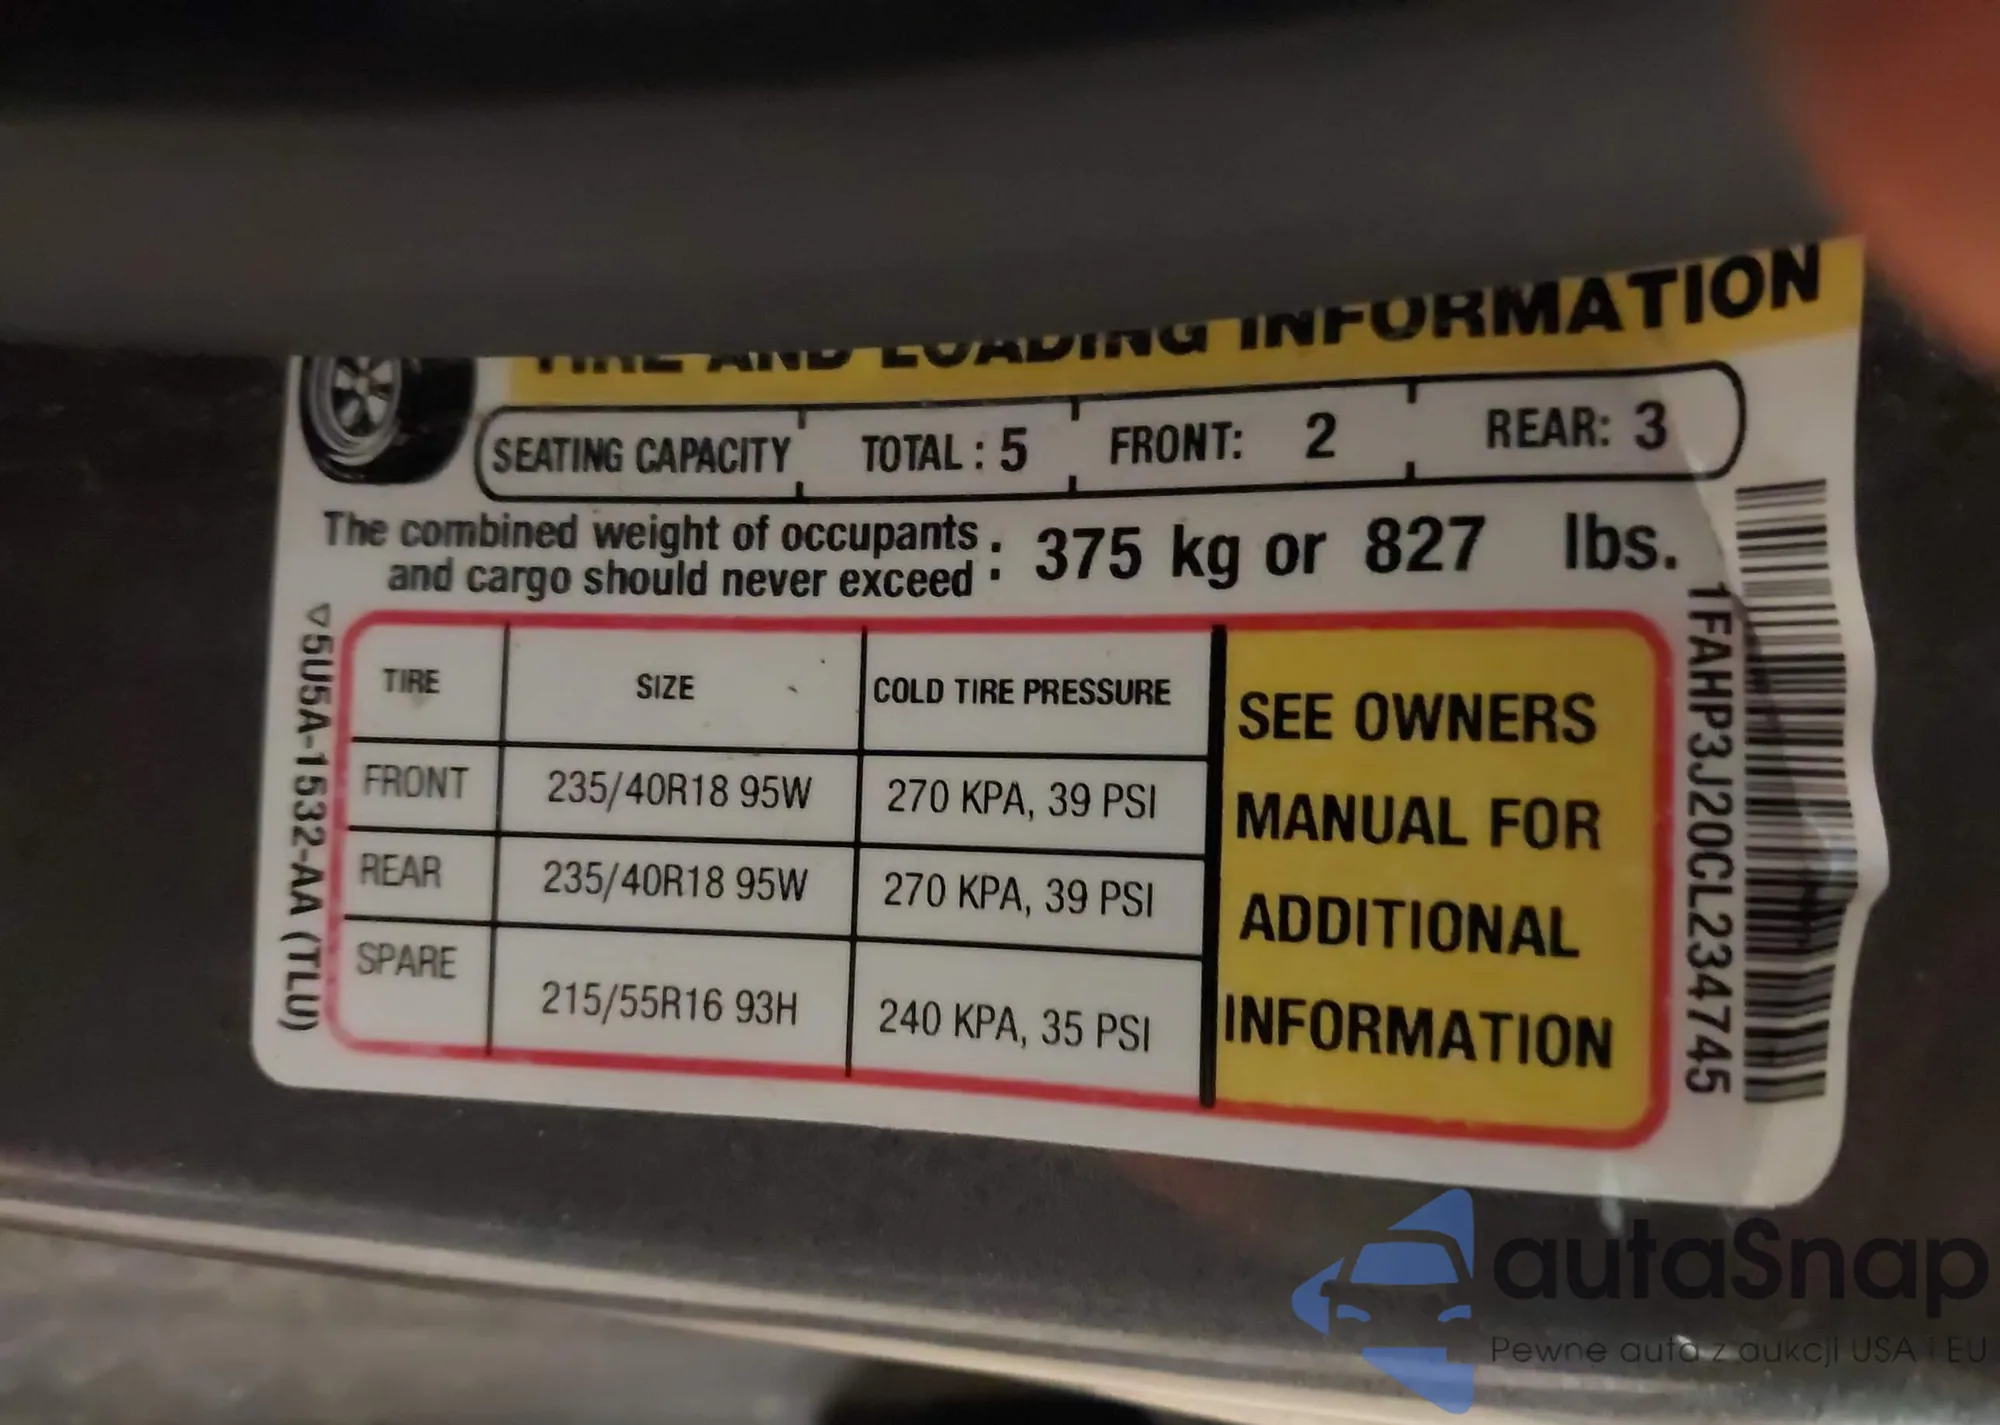 TIRE AND LOADING INFORMATION
SEATING CAPACITY TOTAL : 5 FRONT: 2 REAR: 3
The combined weight of occupants
and cargo should never exceed : 375 kg or 827 lbs.
TIRE SIZE COLD TIRE PRESSURE
FRONT 235/40R18 95W 270 KPA, 39 PSI
REAR 235/40R18 95W 270 KPA, 39 PSI
SPARE 215/55R16 93H 240 KPA, 35 PSI
SEE OWNERS
MANUAL FOR
ADDITIONAL
INFORMATION
▽5U5A-1532-AA (TLU)
1FAHP3J20CL234745
autaSnap
Pewne auta z aukcji USA i EU